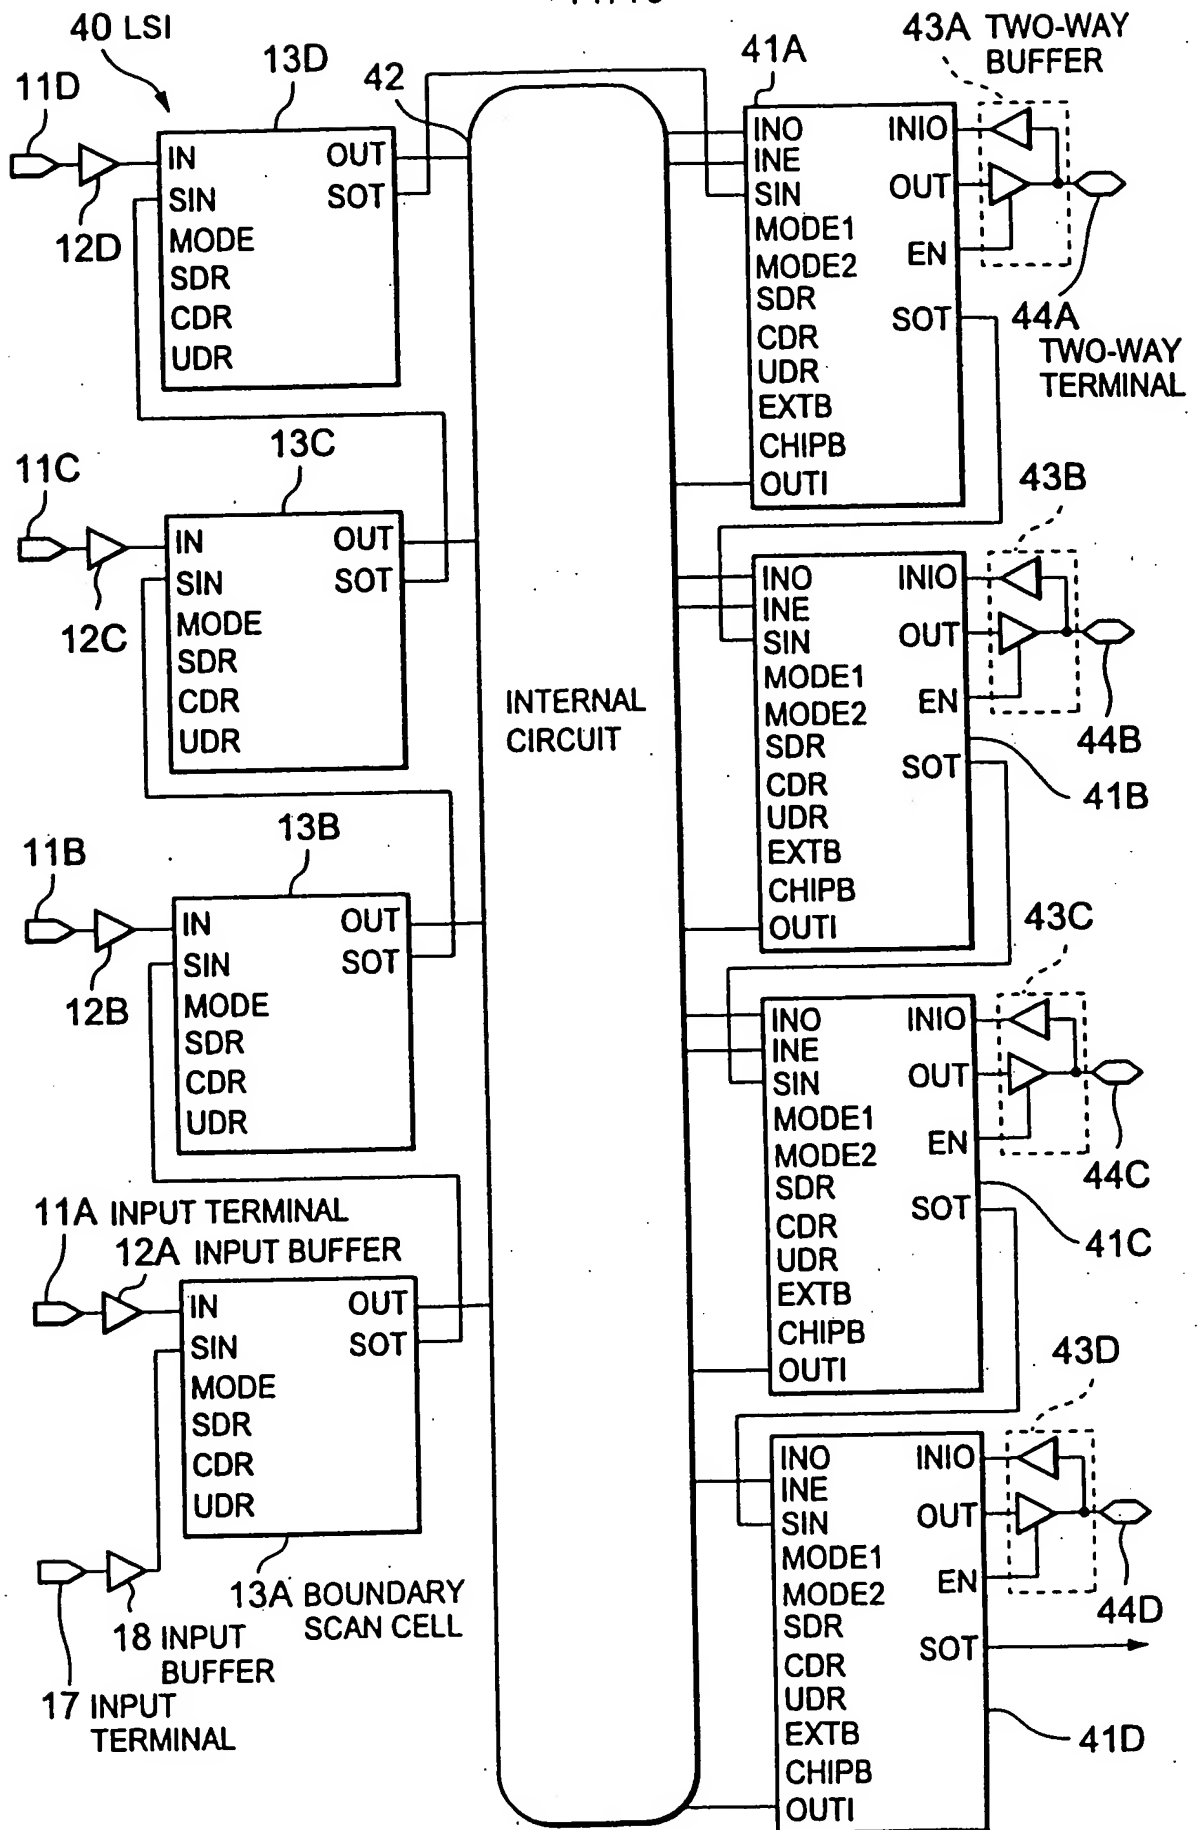 40 LSI
11D
12D
13D
IN
SIN
MODE
SDR
CDR
UDR
OUT
SOT
11C
12C
13C
IN
SIN
MODE
SDR
CDR
UDR
OUT
SOT
11B
12B
13B
IN
SIN
MODE
SDR
CDR
UDR
OUT
SOT
11A INPUT TERMINAL
12A INPUT BUFFER
IN
SIN
MODE
SDR
CDR
UDR
OUT
SOT
13A BOUNDARY
SCAN CELL
18 INPUT
BUFFER
17 INPUT
TERMINAL
42
INTERNAL
CIRCUIT
41A
INO
INE
SIN
MODE1
MODE2
SDR
CDR
UDR
EXTB
CHIPB
OUTI
INIO
OUT
EN
SOT
43A TWO-WAY
BUFFER
44A
TWO-WAY
TERMINAL
INO
INE
SIN
MODE1
MODE2
SDR
CDR
UDR
EXTB
CHIPB
OUTI
INIO
OUT
EN
SOT
43B
44B
41B
INO
INE
SIN
MODE1
MODE2
SDR
CDR
UDR
EXTB
CHIPB
OUTI
INIO
OUT
EN
SOT
43C
44C
41C
INO
INE
SIN
MODE1
MODE2
SDR
CDR
UDR
EXTB
CHIPB
OUTI
INIO
OUT
EN
SOT
43D
44D
41D